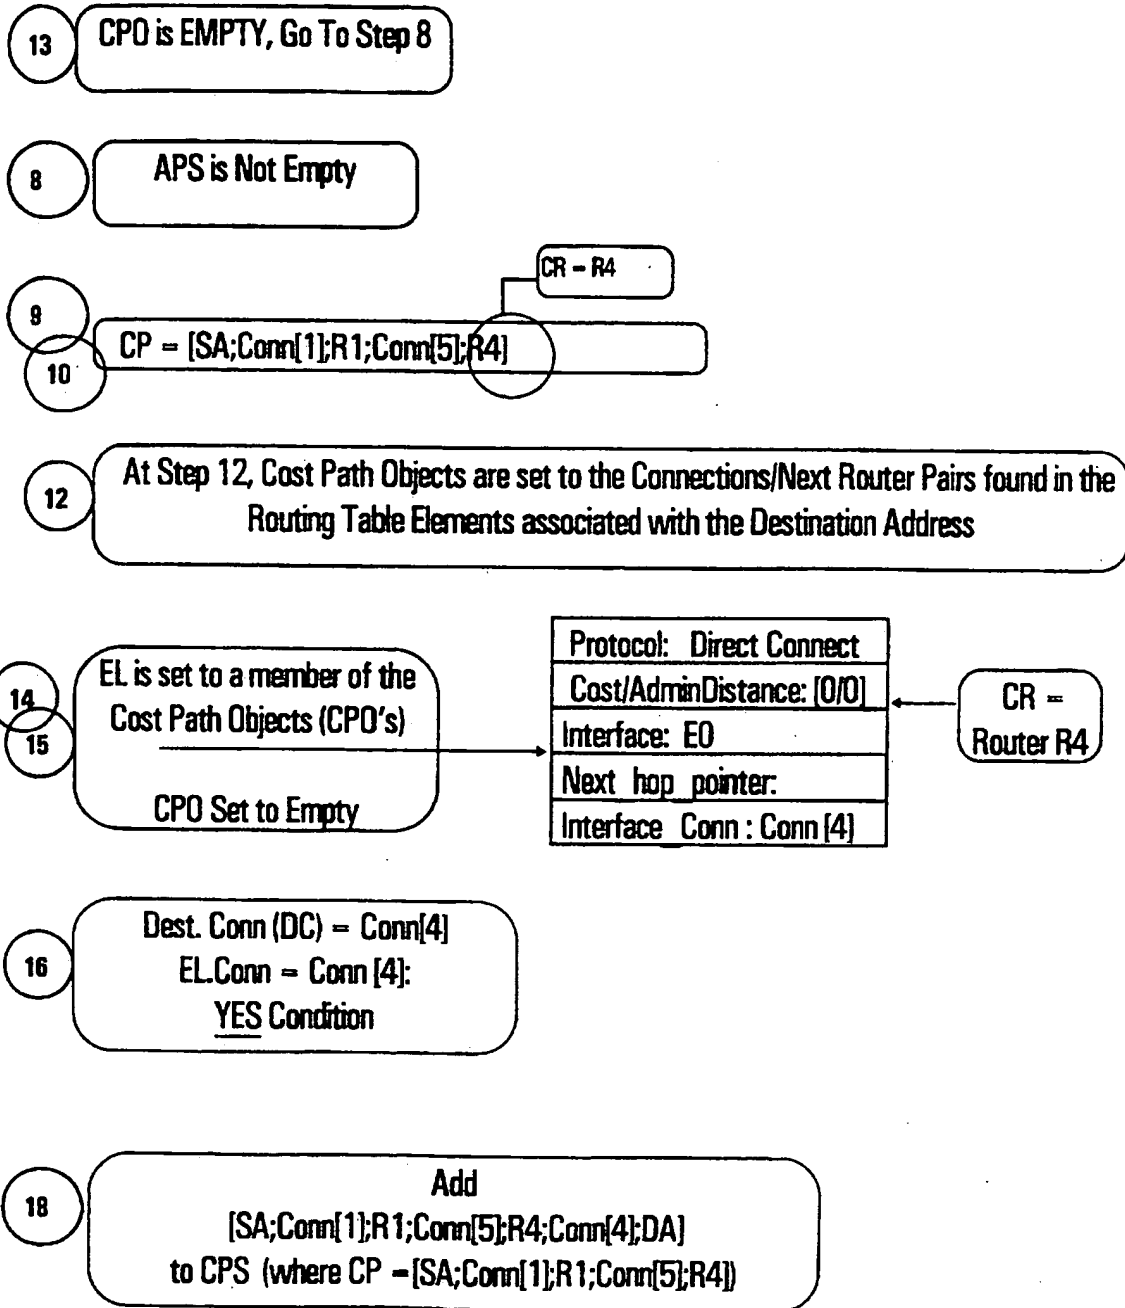 13
CPO is EMPTY, Go To Step 8
8
APS is Not Empty
CR = R4
9
CP = [SA;Conn[1];R1;Conn[5];R4]
10
12
At Step 12, Cost Path Objects are set to the Connections/Next Router Pairs found in the
Routing Table Elements associated with the Destination Address
14
15
EL is set to a member of the
Cost Path Objects (CPO's)
CPO Set to Empty
Protocol: Direct Connect
Cost/AdminDistance: [0/0]
Interface: E0
Next hop pointer:
Interface Conn : Conn [4]
CR =
Router R4
16
Dest. Conn (DC) = Conn[4]
EL.Conn = Conn [4]:
YES Condition
18
Add
[SA;Conn[1];R1;Conn[5];R4;Conn[4];DA]
to CPS (where CP =[SA;Conn[1];R1;Conn[5];R4])